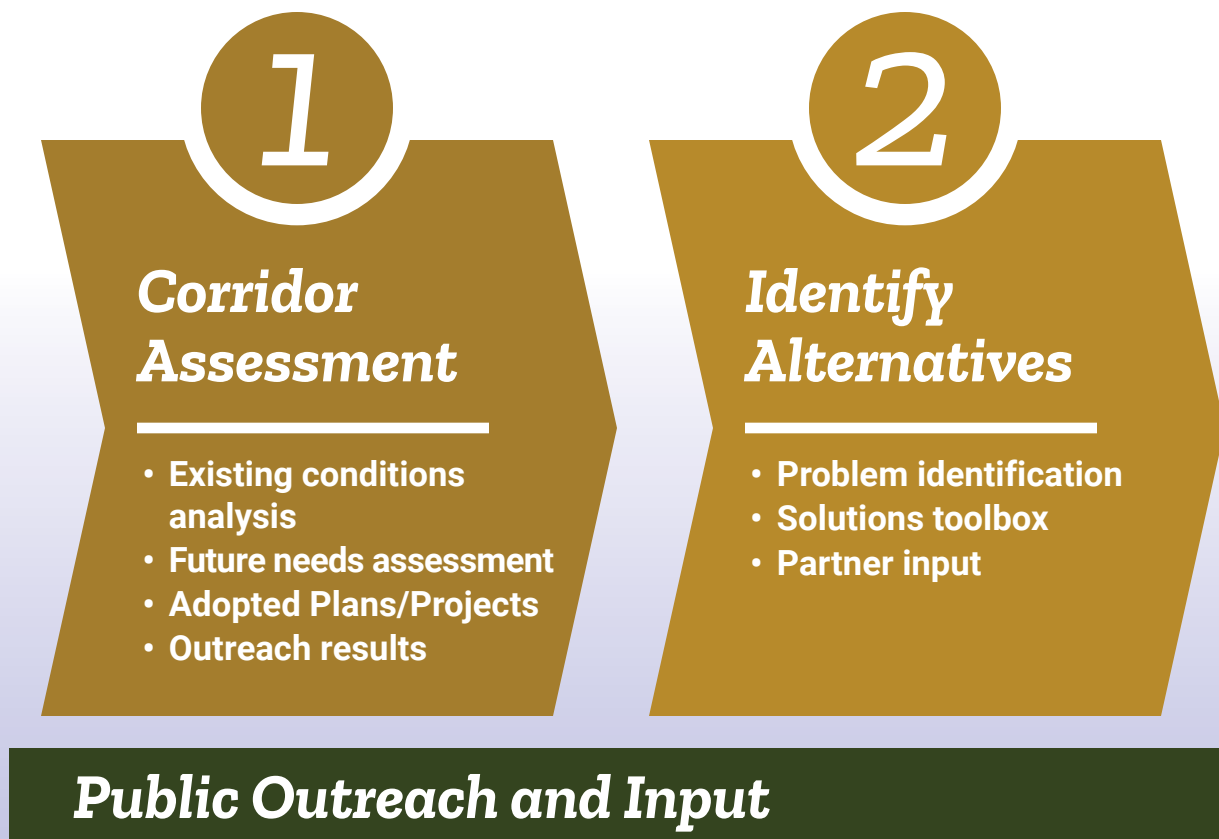 1
Corridor
Assessment
• Existing conditions
analysis
• Future needs assessment
• Adopted Plans/Projects
• Outreach results
2
Identify
Alternatives
• Problem identification
• Solutions toolbox
• Partner input
Public Outreach and Input